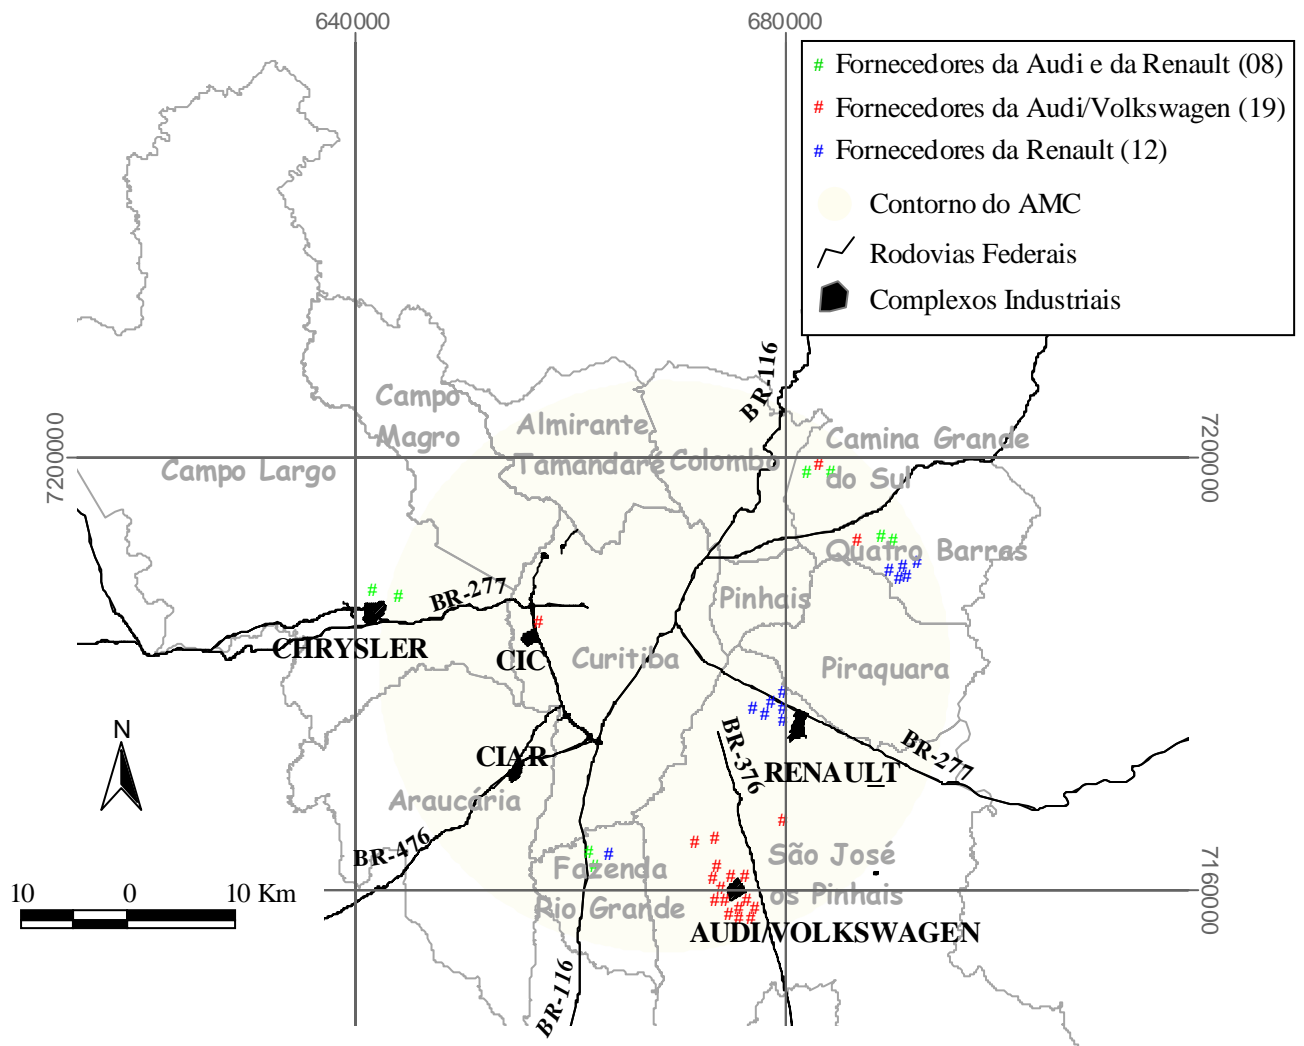 640000
680000
# Fornecedores da Audi e da Renault (08)
# Fornecedores da Audi/Volkswagen (19)
# Fornecedores da Renault (12)
Contorno do AMC
Rodovias Federais
Complexos Industriais
BR-116
Campo
Magro
Almirante
Tamandaré
Colombo
Camina Grande
do Sul
7200000
7200000
Campo Largo
Quatro Barras
BR-277
Pinhais
CHRYSLER
CIC
Curitiba
Piraquara
N
CIAR
BR-376
RENAULT
BR-277
Araucária
BR-476
Fazenda
Rio Grande
São José
os Pinhais
10 0 10 Km
7160000
AUDI/VOLKSWAGEN
BR-116